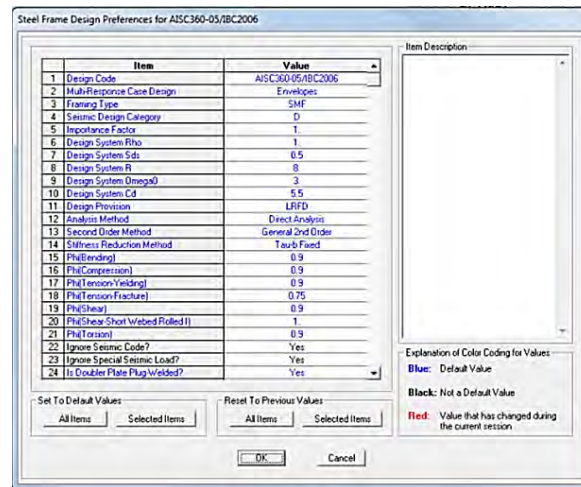 Steel Frame Design Preferences for AISC360-05/IBC2006
Item Value
1 Design Code AISC360-05/IBC2006
2 Multi-Response Case Design Envelopes
3 Framing Type SMF
4 Seismic Design Category D
5 Importance Factor 1.
6 Design System Rho 1.
7 Design System Sds 0.5
8 Design System R 8.
9 Design System Omega0 3.
10 Design System Cd 5.5
11 Design Provision LRFD
12 Analysis Method Direct Analysis
13 Second Order Method General 2nd Order
14 Stiffness Reduction Method Tau-b Fixed
15 Phi(Bending) 0.9
16 Phi(Compression) 0.9
17 Phi(Tension-Yielding) 0.9
18 Phi(Tension-Fracture) 0.75
19 Phi(Shear) 0.9
20 Phi(Shear-Short Webed Rolled I) 1.
21 Phi(Torsion) 0.9
22 Ignore Seismic Code? Yes
23 Ignore Special Seismic Load? Yes
24 Is Doubler Plate Plug-Welded? Yes
Set To Default Values
All Items Selected Items
Reset To Previous Values
All Items Selected Items
OK Cancel
Item Description
Explanation of Color Coding for Values
Blue: Default Value
Black: Not a Default Value
Red: Value that has changed during
the current session